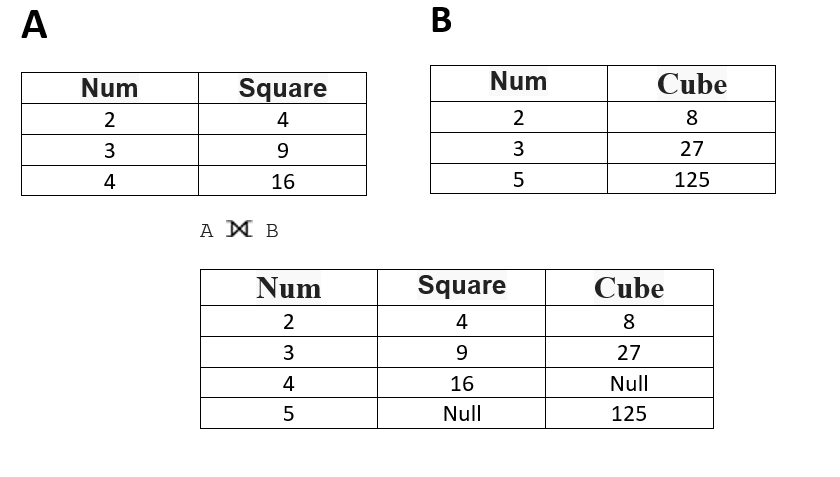 A
B
Num Square
2 4
3 9
4 16
Num Cube
2 8
3 27
5 125
A ⟗ B
Num Square Cube
2 4 8
3 9 27
4 16 Null
5 Null 125